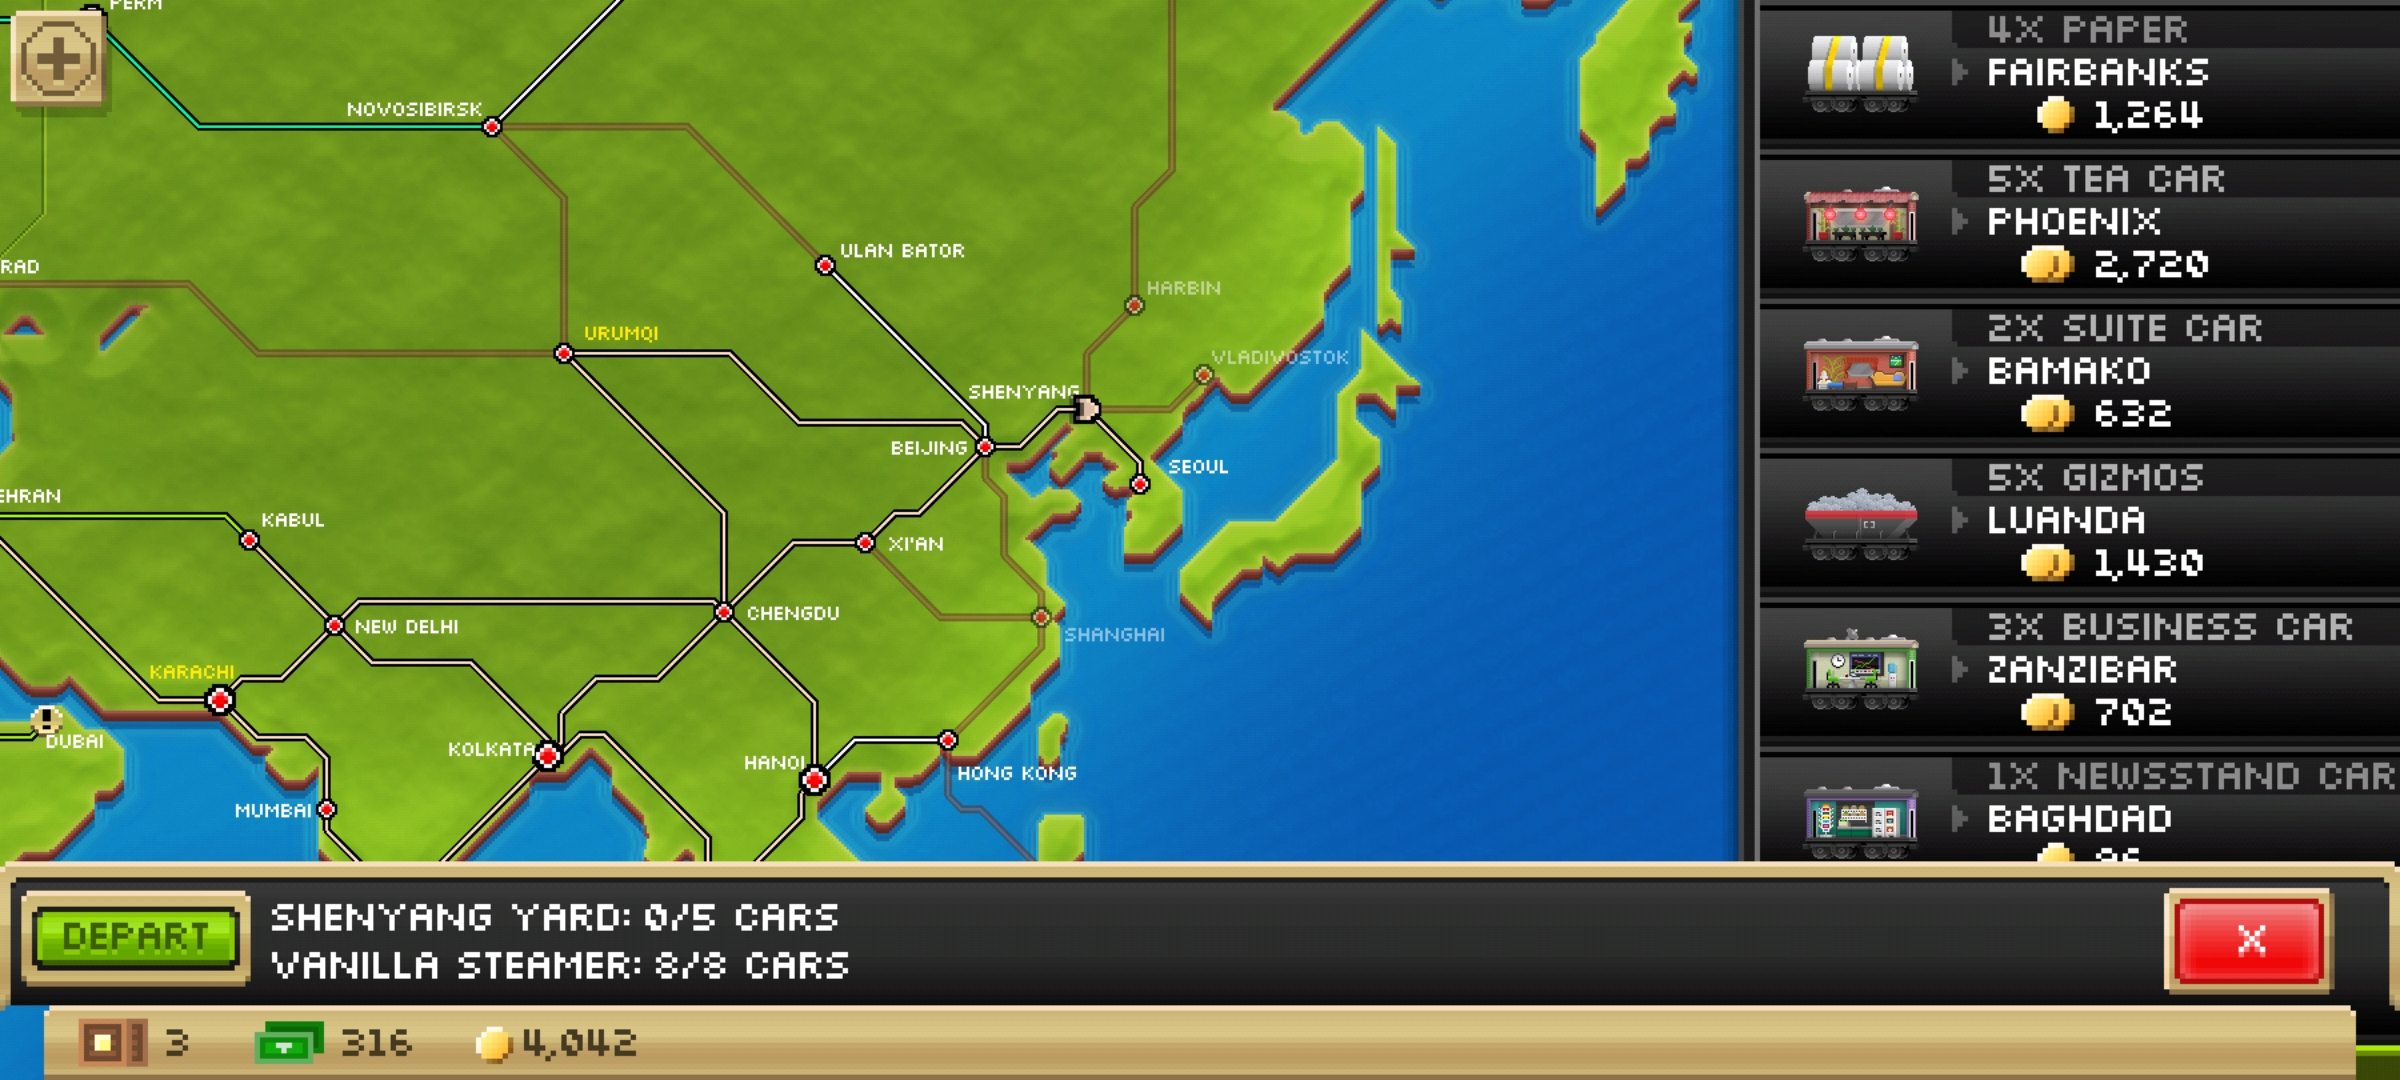 PERM
NOVOSIBIRSK
ULAN BATOR
RAD
HARBIN
URUMQI
VLADIVOSTOK
SHENYANG
BEIJING
SEOUL
EHRAN
KABUL
XI'AN
NEW DELHI
CHENGDU
SHANGHAI
KARACHI
DUBAI
KOLKATA
HANOI
HONG KONG
MUMBAI
4X PAPER
FAIRBANKS
1,264
5X TEA CAR
PHOENIX
2,720
2X SUITE CAR
BAMAKO
632
5X GIZMOS
LUANDA
1,430
3X BUSINESS CAR
ZANZIBAR
702
1X NEWSSTAND CAR
BAGHDAD
DEPART
SHENYANG YARD: 0/5 CARS
VANILLA STEAMER: 8/8 CARS
X
3
316
4,042